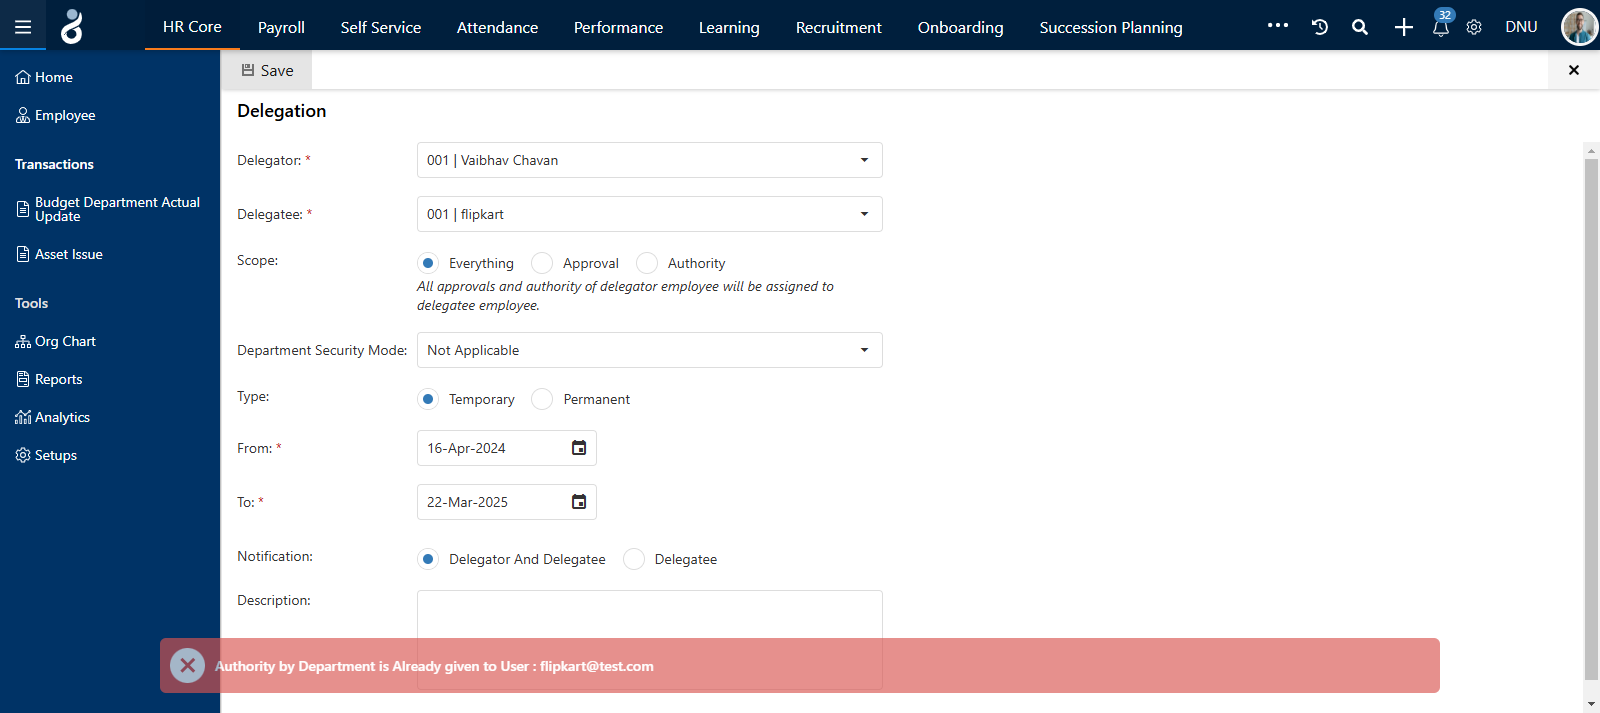 HR Core Payroll Self Service Attendance Performance Learning Recruitment Onboarding Succession Planning 32 DNU
Home
Employee
Transactions
Budget Department Actual
Update
Asset Issue
Tools
Org Chart
Reports
Analytics
Setups
Save
Delegation
Delegator: * 001 | Vaibhav Chavan
Delegatee: * 001 | flipkart
Scope: Everything Approval Authority
All approvals and authority of delegator employee will be assigned to
delegatee employee.
Department Security Mode: Not Applicable
Type: Temporary Permanent
From: * 16-Apr-2024
To: * 22-Mar-2025
Notification: Delegator And Delegatee Delegatee
Description:
Authority by Department is Already given to User : flipkart@test.com